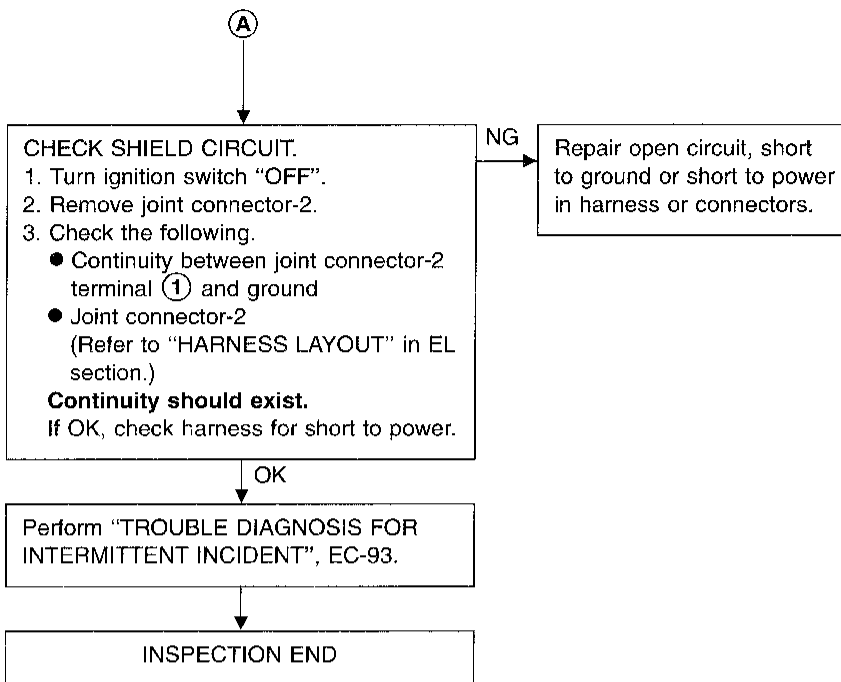 A
CHECK SHIELD CIRCUIT.
1. Turn ignition switch “OFF”.
2. Remove joint connector-2.
3. Check the following.
● Continuity between joint connector-2
terminal ① and ground
● Joint connector-2
(Refer to “HARNESS LAYOUT” in EL
section.)
Continuity should exist.
If OK, check harness for short to power.
NG
Repair open circuit, short
to ground or short to power
in harness or connectors.
OK
Perform “TROUBLE DIAGNOSIS FOR
INTERMITTENT INCIDENT”, EC-93.
INSPECTION END